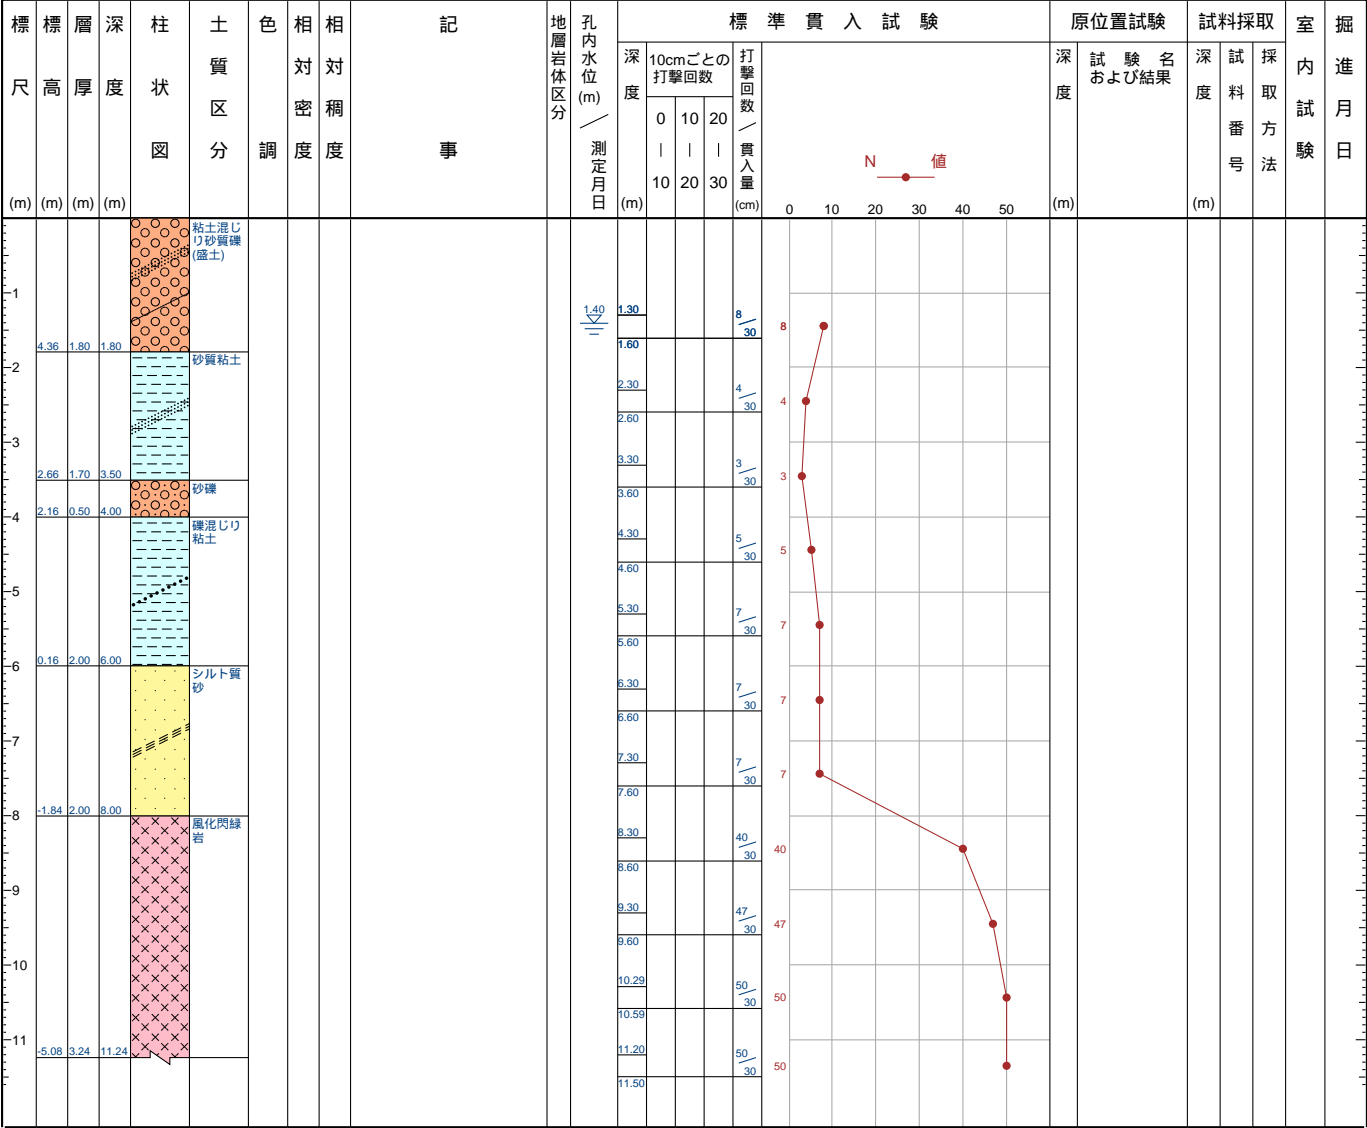 標尺(m)
標高(m)
層厚(m)
深度(m)
柱状図
土質区分
色調
相対密度
相対稠度
記事
地層岩体区分
孔内水位(m)／測定月日
標準貫入試験
深度(m)
10cmごとの
打撃回数
0|10
10|20
20|30
打撃回数／貫入量(cm)
N 値
0 10 20 30 40 50
原位置試験
深度(m)
試験名
および結果
試料採取
深度(m)
試料番号
採取方法
室内試験
掘進月日
粘土混じ
り砂質礫
(盛土)
1
1.40
1.30
8/30
8
1.60
4.36 1.80 1.80
砂質粘土
2
2.30
4/30
4
2.60
3
3.30
3/30
3
2.66 1.70 3.50
砂礫
3.60
2.16 0.50 4.00
4
礫混じり
粘土
4.30
5/30
5
4.60
5
5.30
7/30
7
5.60
0.16 2.00 6.00
6
シルト質
砂
6.30
7/30
7
6.60
7
7.30
7/30
7
7.60
-1.84 2.00 8.00
8
風化閃緑
岩
8.30
40/30
40
8.60
9
9.30
47/30
47
9.60
10
10.29
50/30
50
10.59
11
-5.08 3.24 11.24
11.20
50/30
50
11.50